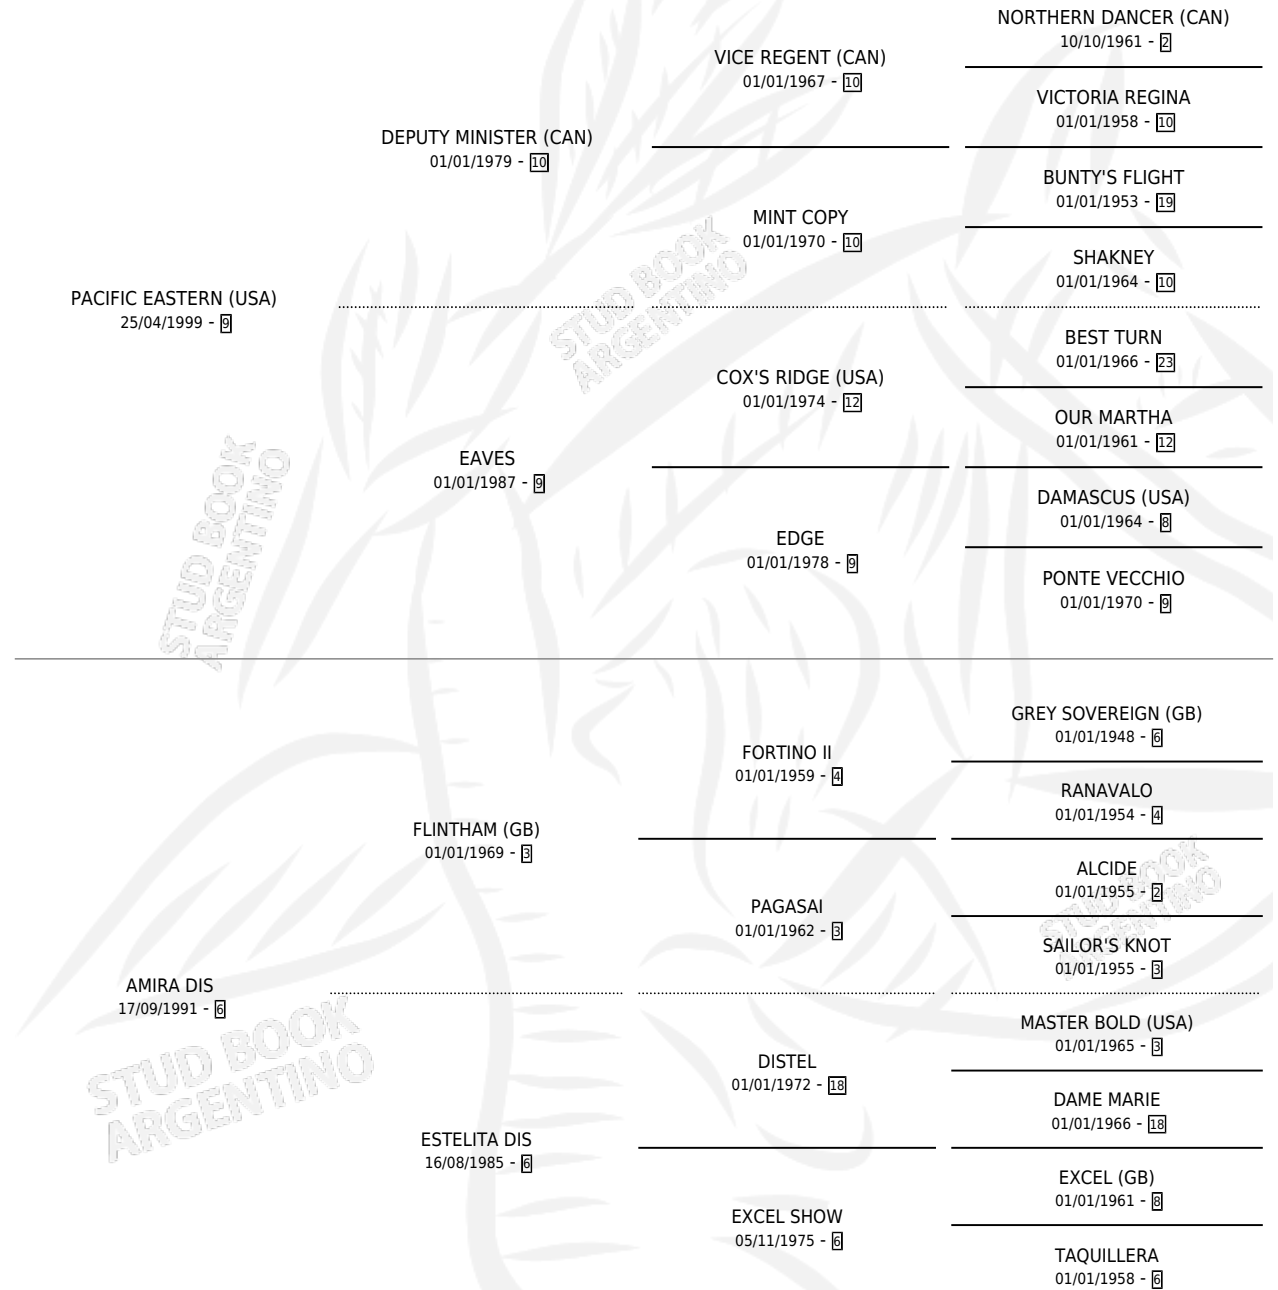 NORTHERN DANCER (CAN)
10/10/1961 - 2
VICE REGENT (CAN)
01/01/1967 - 10
VICTORIA REGINA
01/01/1958 - 10
DEPUTY MINISTER (CAN)
01/01/1979 - 10
BUNTY'S FLIGHT
01/01/1953 - 19
MINT COPY
01/01/1970 - 10
SHAKNEY
01/01/1964 - 10
PACIFIC EASTERN (USA)
25/04/1999 - 9
STUD BOOK
ARGENTINO
BEST TURN
01/01/1966 - 23
COX'S RIDGE (USA)
01/01/1974 - 12
OUR MARTHA
01/01/1961 - 12
EAVES
01/01/1987 - 9
DAMASCUS (USA)
01/01/1964 - 8
EDGE
01/01/1978 - 9
PONTE VECCHIO
01/01/1970 - 9
STUD BOOK
ARGENTINO
GREY SOVEREIGN (GB)
01/01/1948 - 6
FORTINO II
01/01/1959 - 4
RANAVALO
01/01/1954 - 4
FLINTHAM (GB)
01/01/1969 - 3
ALCIDE
01/01/1955 - 2
PAGASAI
01/01/1962 - 3
STUD BOOK
ARGENTINO
SAILOR'S KNOT
01/01/1955 - 3
AMIRA DIS
17/09/1991 - 6
MASTER BOLD (USA)
01/01/1965 - 3
DISTEL
01/01/1972 - 18
DAME MARIE
01/01/1966 - 18
STUD BOOK
ARGENTINO
ESTELITA DIS
16/08/1985 - 6
EXCEL (GB)
01/01/1961 - 8
EXCEL SHOW
05/11/1975 - 6
TAQUILLERA
01/01/1958 - 6